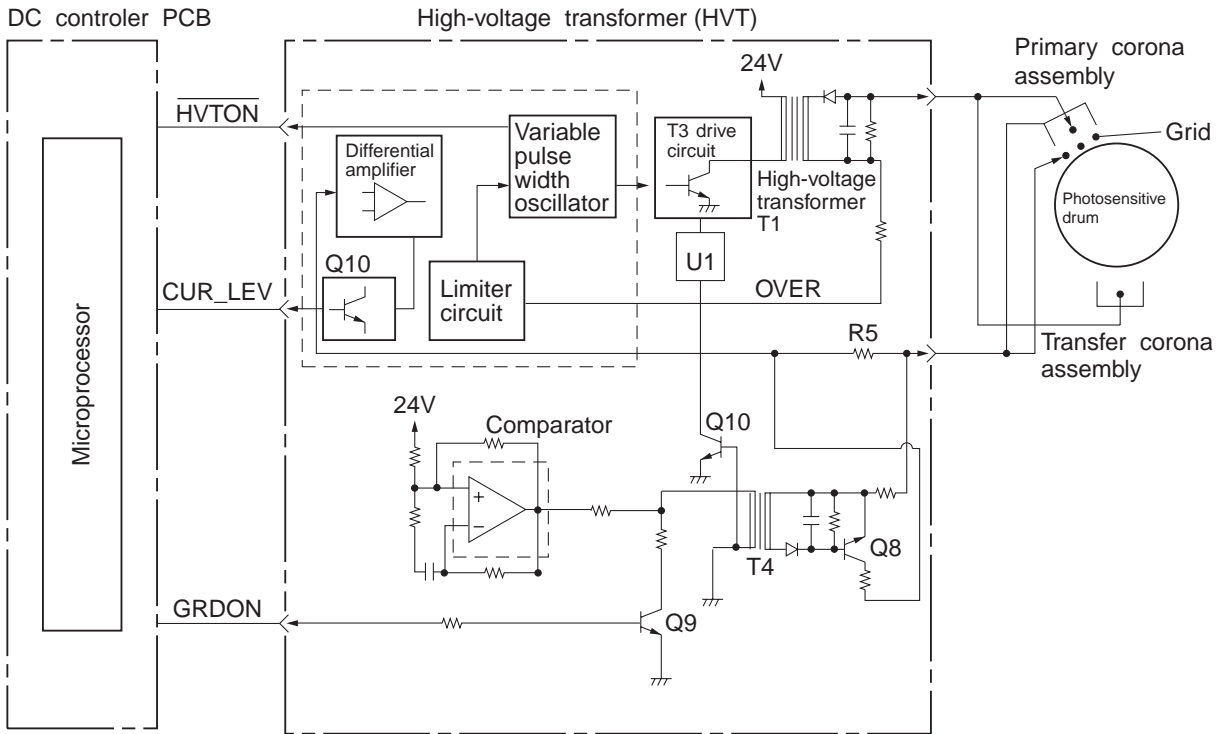 DC controler PCB
High-voltage transformer (HVT)
Microprocessor
HVTON
CUR_LEV
GRDON
Differential
amplifier
Q10
Variable
pulse
width
oscillator
Limiter
circuit
T3 drive
circuit
24V
High-voltage
transformer
T1
U1
OVER
R5
Primary corona
assembly
Grid
Photosensitive
drum
Transfer corona
assembly
24V
Comparator
+
−
Q10
T4
Q8
Q9